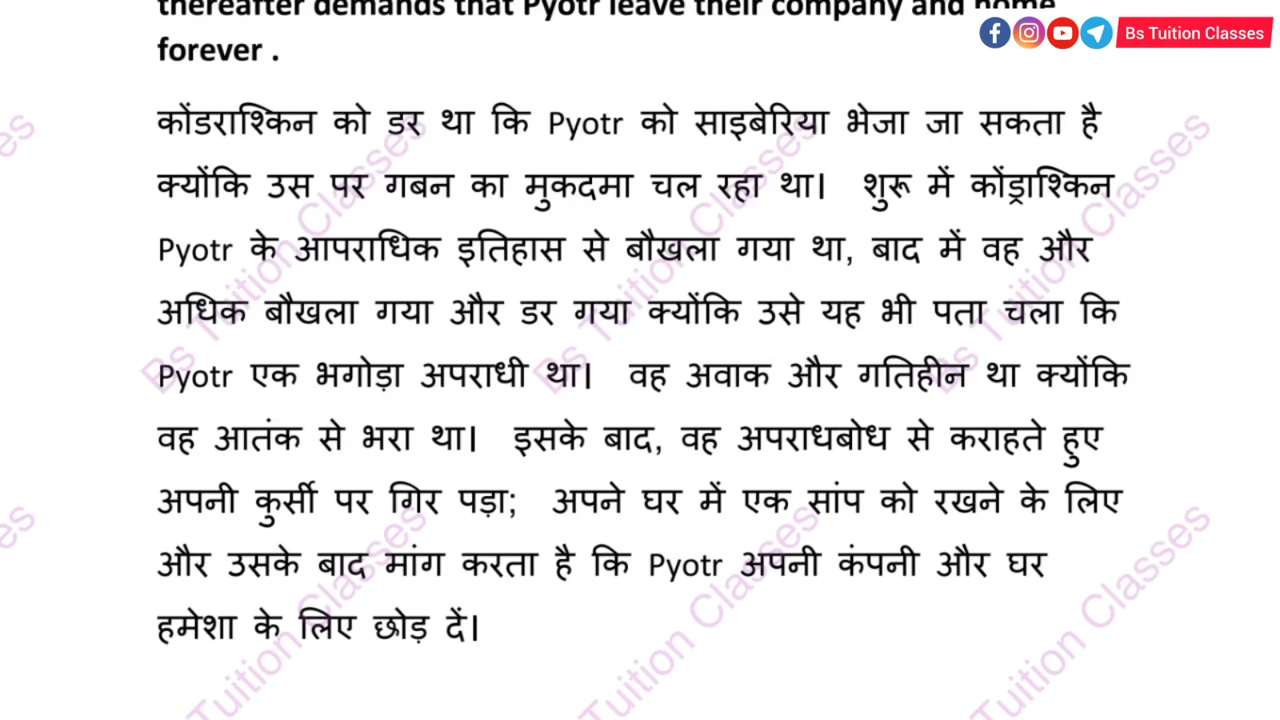 thereafter demands that Pyotr leave their company and home
forever .
Bs Tuition Classes
कोंडराश्किन को डर था कि Pyotr को साइबेरिया भेजा जा सकता है
क्योंकि उस पर गबन का मुकदमा चल रहा था। शुरू में कोंड्राश्किन
Pyotr के आपराधिक इतिहास से बौखला गया था, बाद में वह और
अधिक बौखला गया और डर गया क्योंकि उसे यह भी पता चला कि
Pyotr एक भगोड़ा अपराधी था। वह अवाक और गतिहीन था क्योंकि
वह आतंक से भरा था। इसके बाद, वह अपराधबोध से कराहते हुए
अपनी कुर्सी पर गिर पड़ा; अपने घर में एक सांप को रखने के लिए
और उसके बाद मांग करता है कि Pyotr अपनी कंपनी और घर
हमेशा के लिए छोड़ दें।